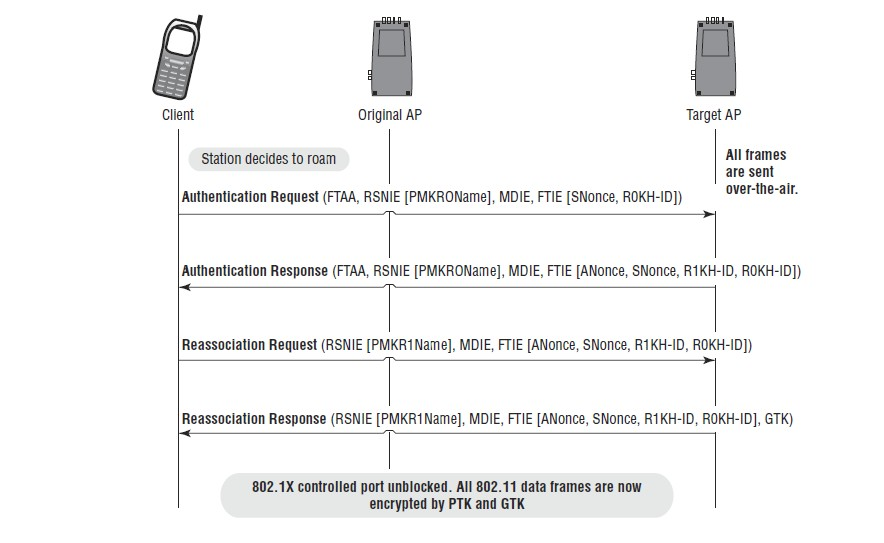 Client
Original AP
Target AP
Station decides to roam
All frames
are sent
over-the-air.
Authentication Request (FTAA, RSNIE [PMKR0Name], MDIE, FTIE [SNonce, R0KH-ID])
Authentication Response (FTAA, RSNIE [PMKR0Name], MDIE, FTIE [ANonce, SNonce, R1KH-ID, R0KH-ID])
Reassociation Request (RSNIE [PMKR1Name], MDIE, FTIE [ANonce, SNonce, R1KH-ID, R0KH-ID])
Reassociation Response (RSNIE [PMKR1Name], MDIE, FTIE [ANonce, SNonce, R1KH-ID, R0KH-ID], GTK)
802.1X controlled port unblocked. All 802.11 data frames are now
encrypted by PTK and GTK